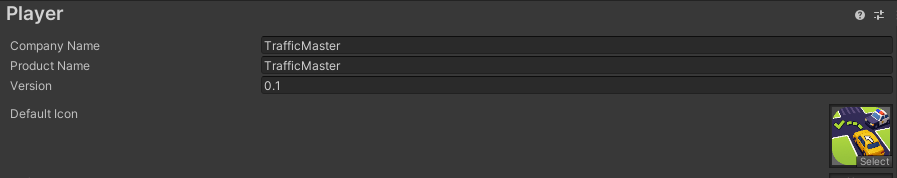 Player
Company Name TrafficMaster
Product Name TrafficMaster
Version 0.1
Default Icon
Select